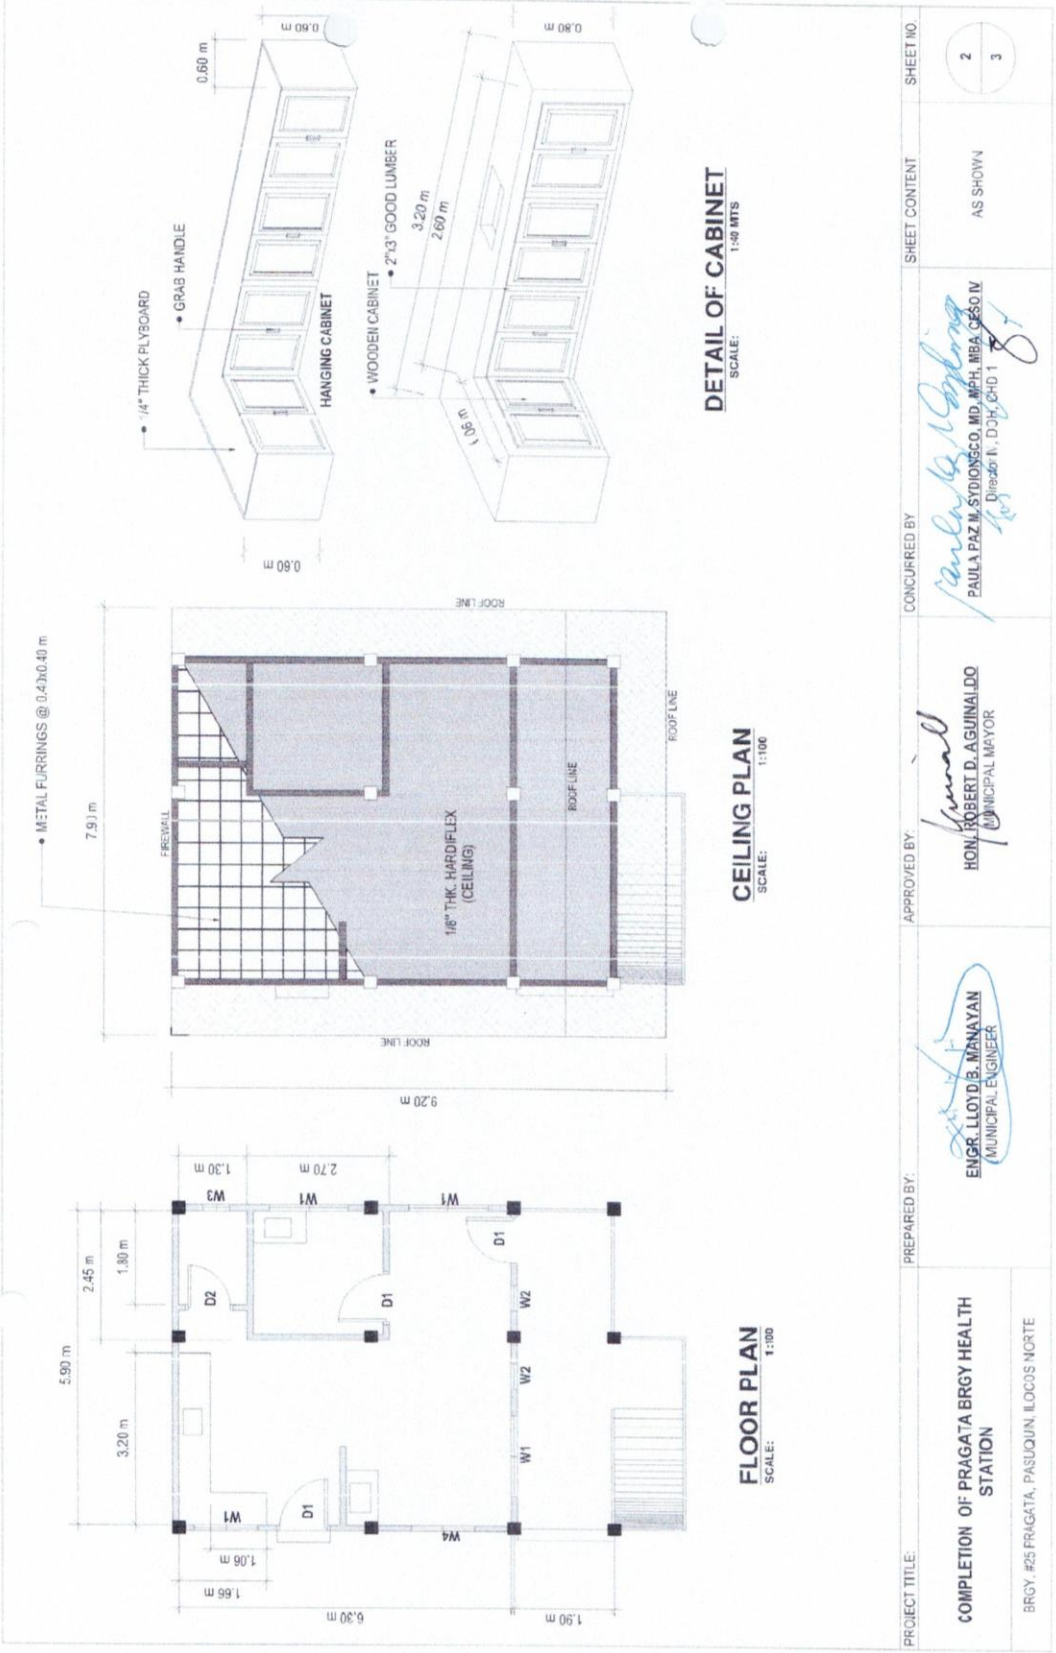 5.90 m
2.45 m
3.20 m
1.80 m
1.30 m
2.70 m
W3
W1
W1
D2
D1
D1
W1
D1
1.06 m
1.66 m
W4
6.30 m
1.90 m
W1
W2
W2
FLOOR PLAN
SCALE: 1:100
METAL FURRINGS @ 0.40x0.40 m
7.90 m
FIREWALL
ROOF LINE
ROOF LINE
9.20 m
1/8" THK. HARDIFLEX
(CEILING)
ROOF LINE
ROOF LINE
CEILING PLAN
SCALE: 1:100
1/4" THICK PLYBOARD
GRAB HANDLE
0.60 m
0.60 m
0.60 m
HANGING CABINET
WOODEN CABINET
2"x3" GOOD LUMBER
3.20 m
2.60 m
1.06 m
0.80 m
DETAIL OF CABINET
SCALE: 1:40 MTS
PROJECT TITLE:
COMPLETION OF PRAGATA BRGY HEALTH
STATION
BRGY. #25 PRAGATA, PASUQUIN, ILOCOS NORTE
PREPARED BY:
ENGR. LLOYD B. MANAYAN
MUNICIPAL ENGINEER
APPROVED BY:
HON. ROBERT D. AGUINALDO
MUNICIPAL MAYOR
CONCURRED BY
PAULA PAZ M. SYDIONGCO, MD, MPH, MBA, CESO IV
Director IV, DOH, CHD 1
SHEET CONTENT
AS SHOWN
SHEET NO.
2
3